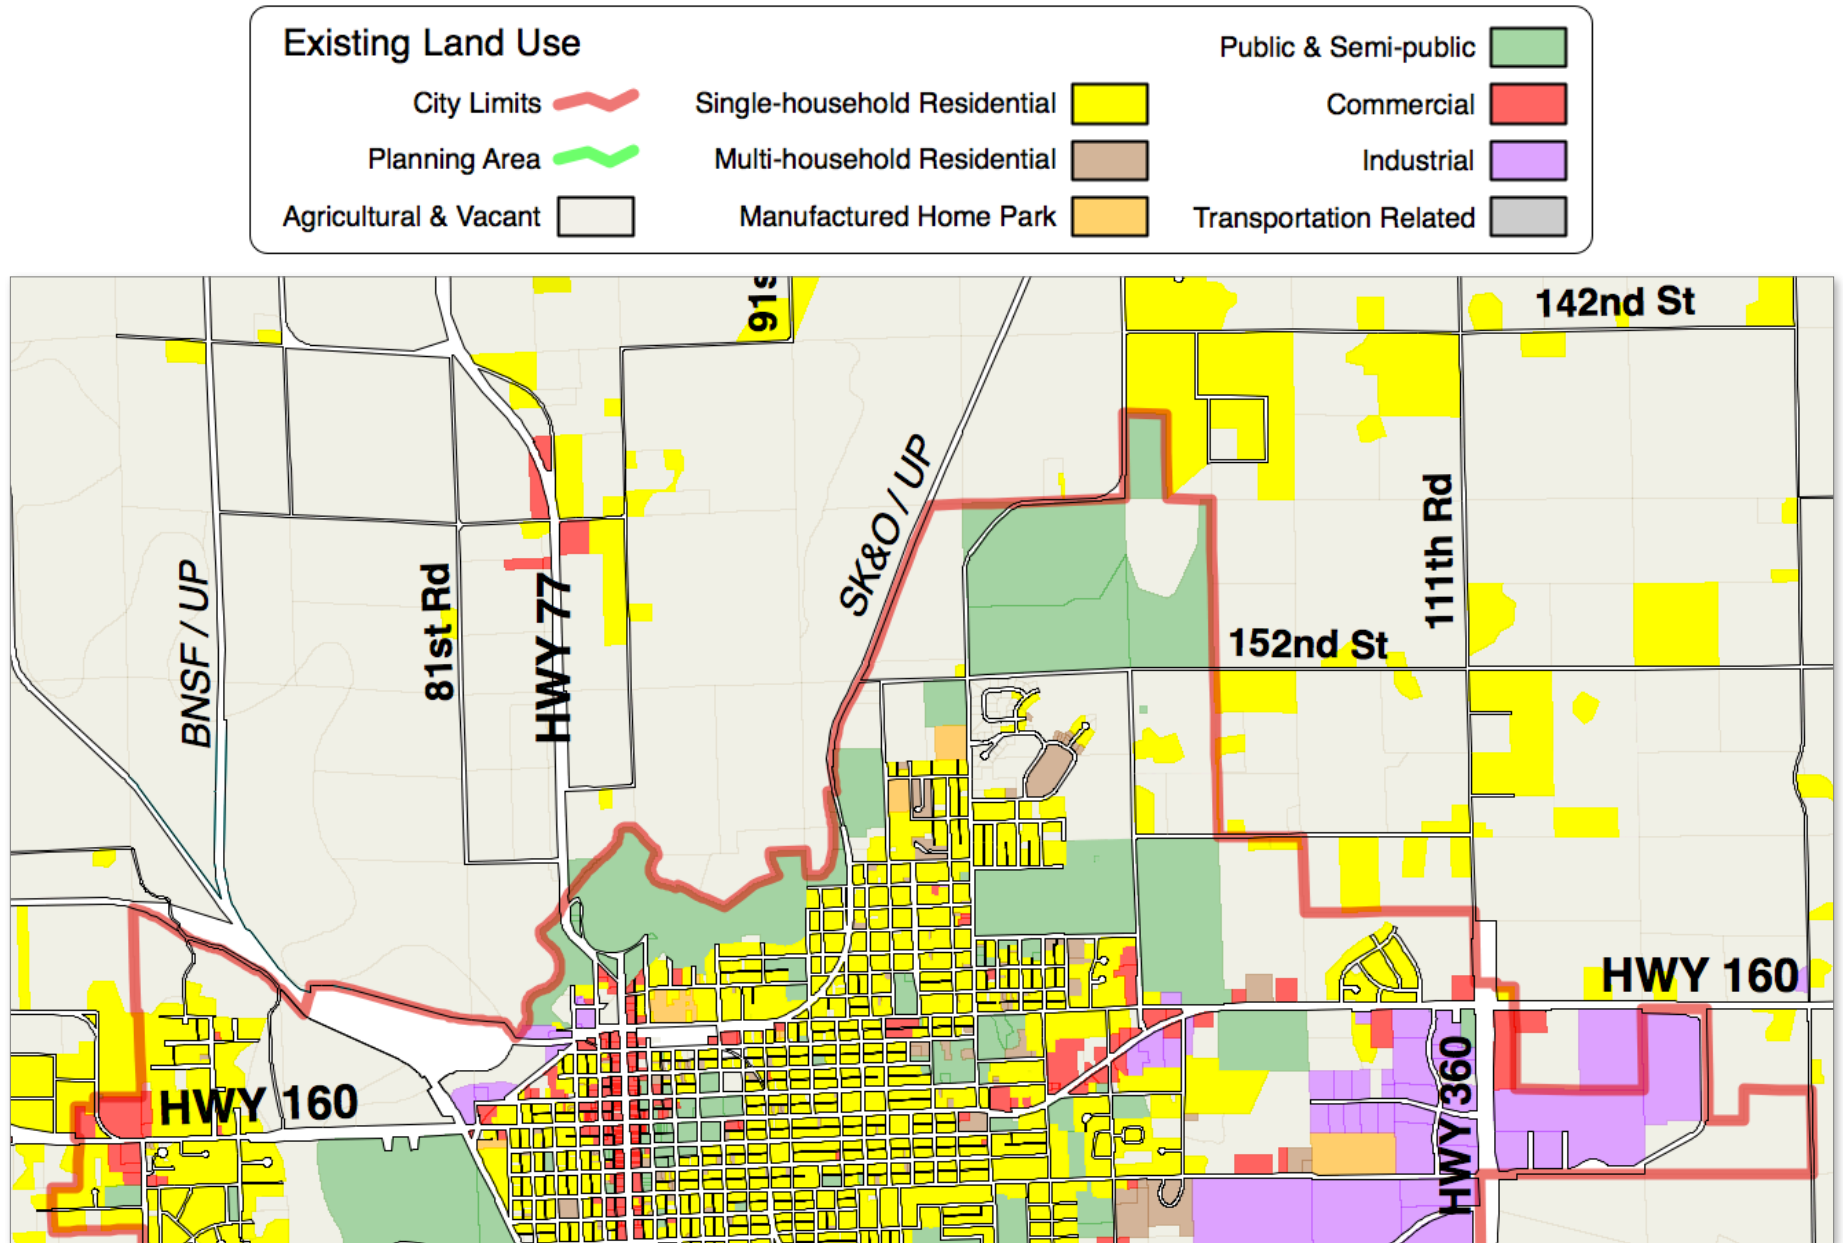 Existing Land Use
Public & Semi-public
City Limits
Single-household Residential
Commercial
Planning Area
Multi-household Residential
Industrial
Agricultural & Vacant
Manufactured Home Park
Transportation Related
142nd St
SK&O / UP
111th Rd
BNSF / UP
81st Rd
HWY 77
152nd St
HWY 160
HWY 160
HWY 360